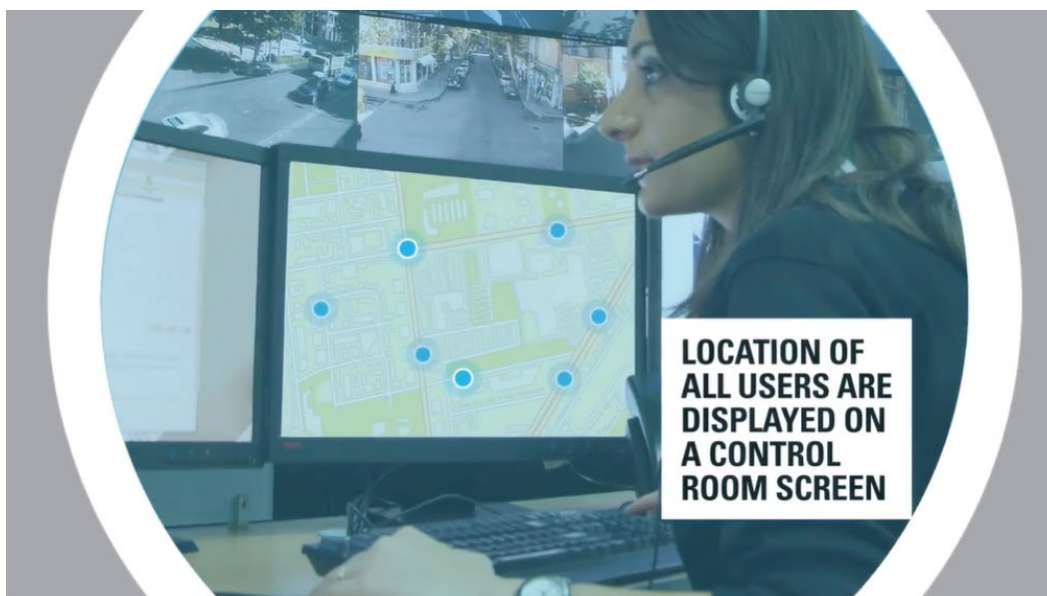 LOCATION OF
ALL USERS ARE
DISPLAYED ON
A CONTROL
ROOM SCREEN